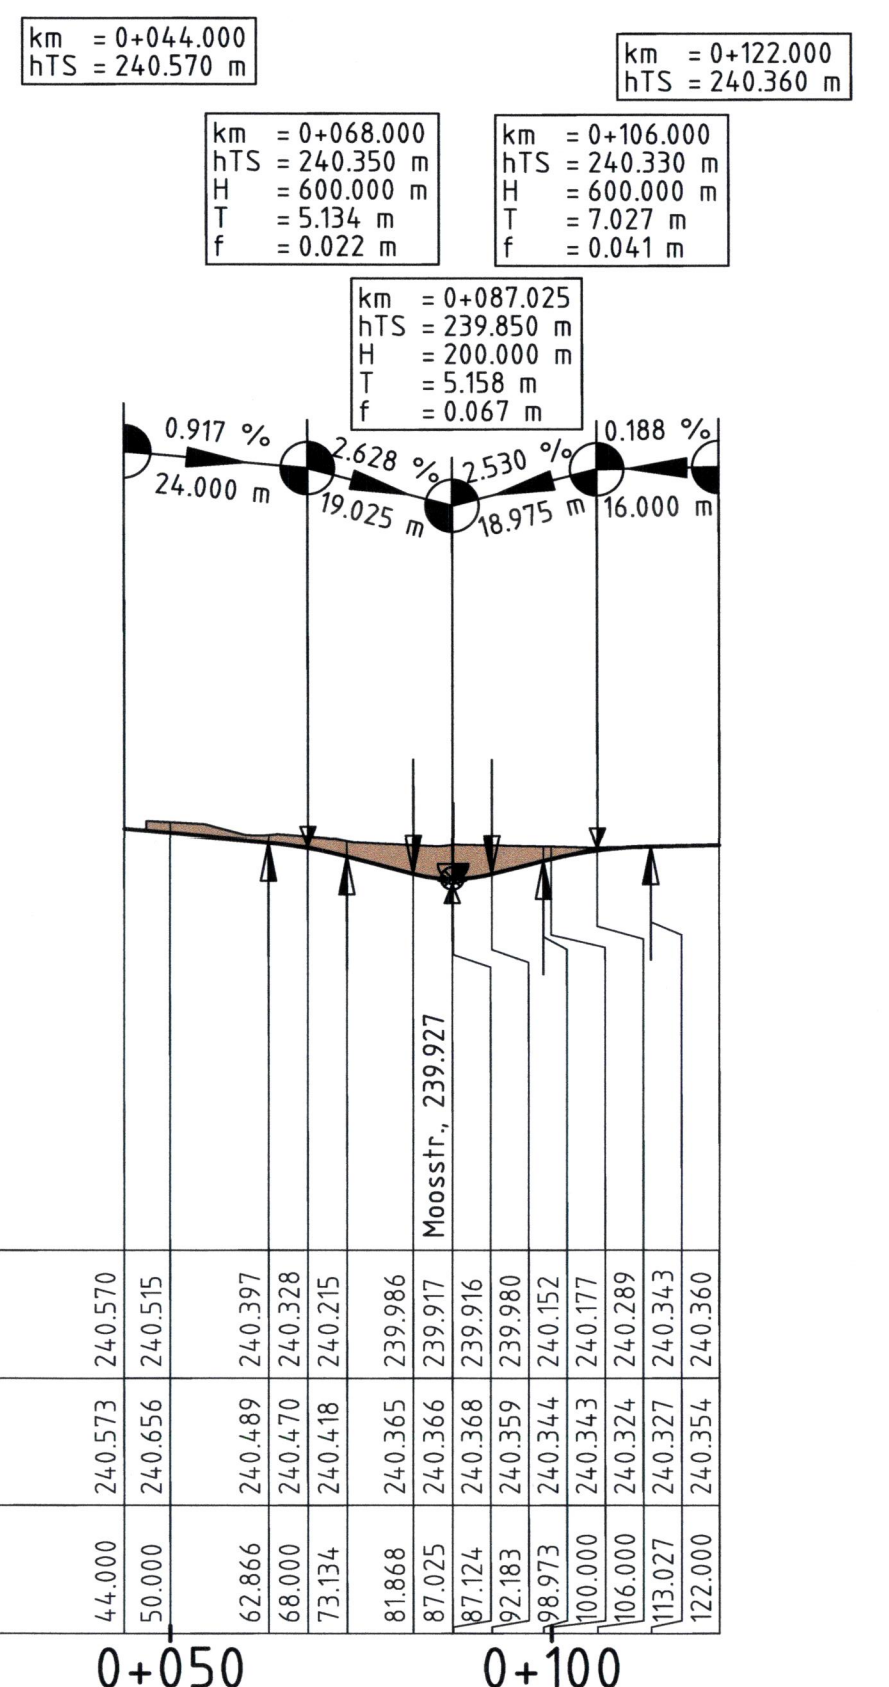 km = 0+044.000
hTS = 240.570 m
km = 0+122.000
hTS = 240.360 m
km = 0+068.000
hTS = 240.350 m
H = 600.000 m
T = 5.134 m
f = 0.022 m
km = 0+106.000
hTS = 240.330 m
H = 600.000 m
T = 7.027 m
f = 0.041 m
km = 0+087.025
hTS = 239.850 m
H = 200.000 m
T = 5.158 m
f = 0.067 m
0.917 %
24.000 m
2.628 %
19.025 m
2.530 %
18.975 m
0.188 %
16.000 m
Moosstr., 239.927
240.570
240.515
240.397
240.328
240.215
239.986
239.917
239.916
239.980
240.152
240.177
240.289
240.343
240.360
240.573
240.656
240.489
240.470
240.418
240.365
240.366
240.368
240.359
240.344
240.343
240.324
240.327
240.354
44.000
50.000
62.866
68.000
73.134
81.868
87.025
87.124
92.183
98.973
100.000
106.000
113.027
122.000
0+050
0+100